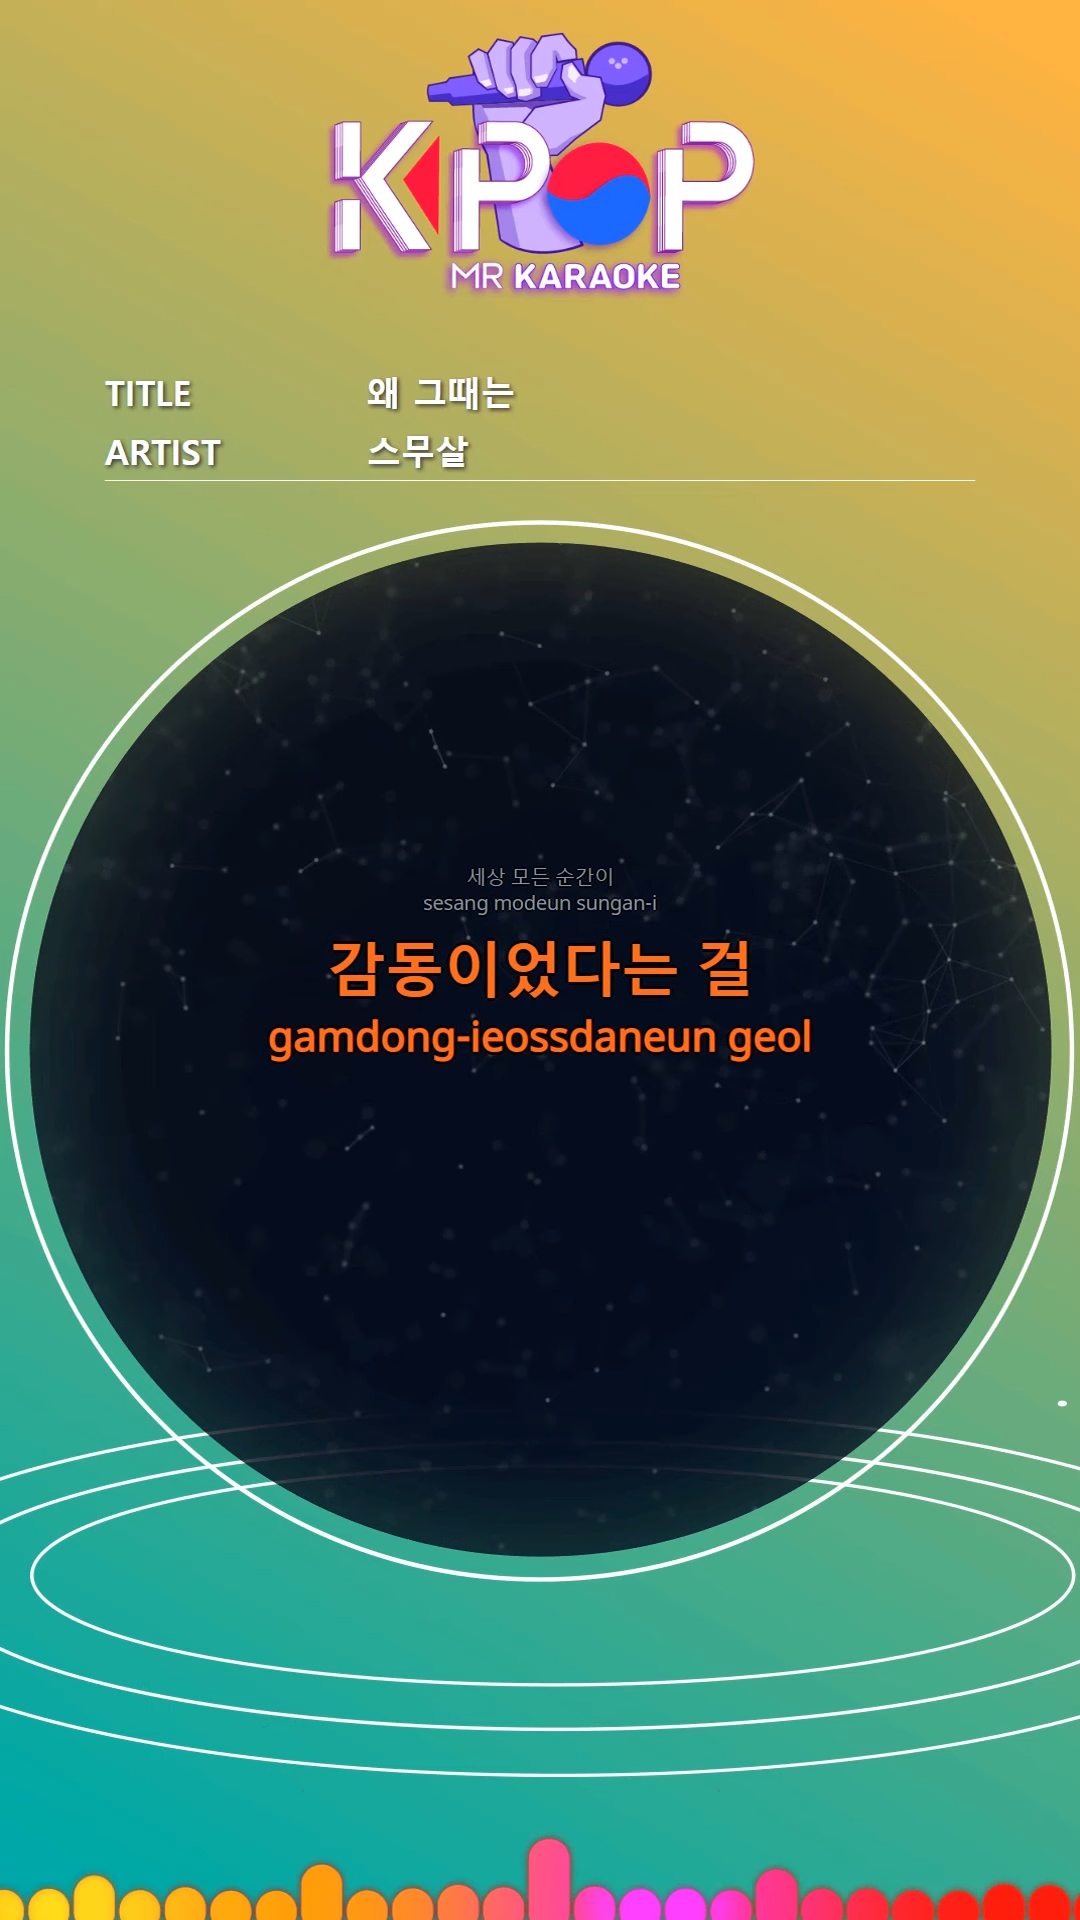 KPOP
MR KARAOKE
TITLE 왜 그때는
ARTIST 스무살
세상 모든 순간이
sesang modeun sungan-i
감동이었다는 걸
gamdong-ieossdaneun geol